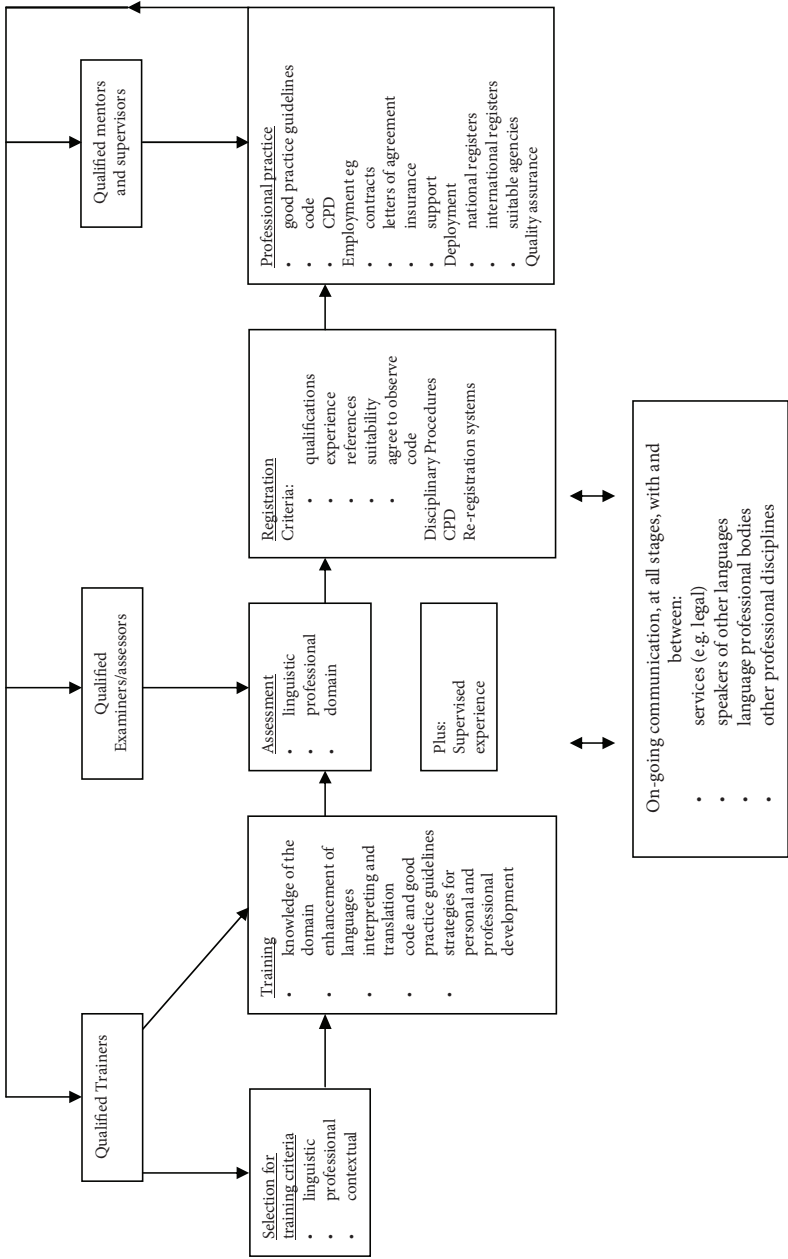 Qualified Trainers
Qualified
Examiners/assessors
Qualified mentors
and supervisors
Selection for
training criteria
• linguistic
• professional
• contextual
Training
• knowledge of the
domain
• enhancement of
languages
• interpreting and
translation
• code and good
practice guidelines
• strategies for
personal and
professional
development
Assessment
• linguistic
• professional
• domain
Plus:
Supervised
experience
Registration
Criteria:
• qualifications
• experience
• references
• suitability
• agree to observe
code
Disciplinary Procedures
CPD
Re-registration systems
Professional practice
• good practice guidelines
• code
• CPD
Employment eg
• contracts
• letters of agreement
• insurance
• support
Deployment
• national registers
• international registers
• suitable agencies
Quality assurance
On-going communication, at all stages, with and
between:
• services (e.g. legal)
• speakers of other languages
• language professional bodies
• other professional disciplines